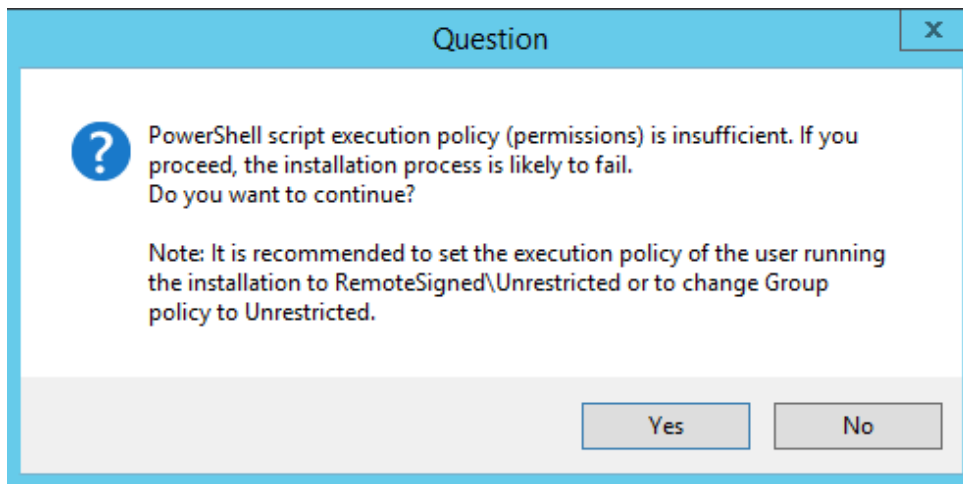 Question
X
?
PowerShell script execution policy (permissions) is insufficient. If you
proceed, the installation process is likely to fail.
Do you want to continue?
Note: It is recommended to set the execution policy of the user running
the installation to RemoteSigned\Unrestricted or to change Group
policy to Unrestricted.
Yes
No